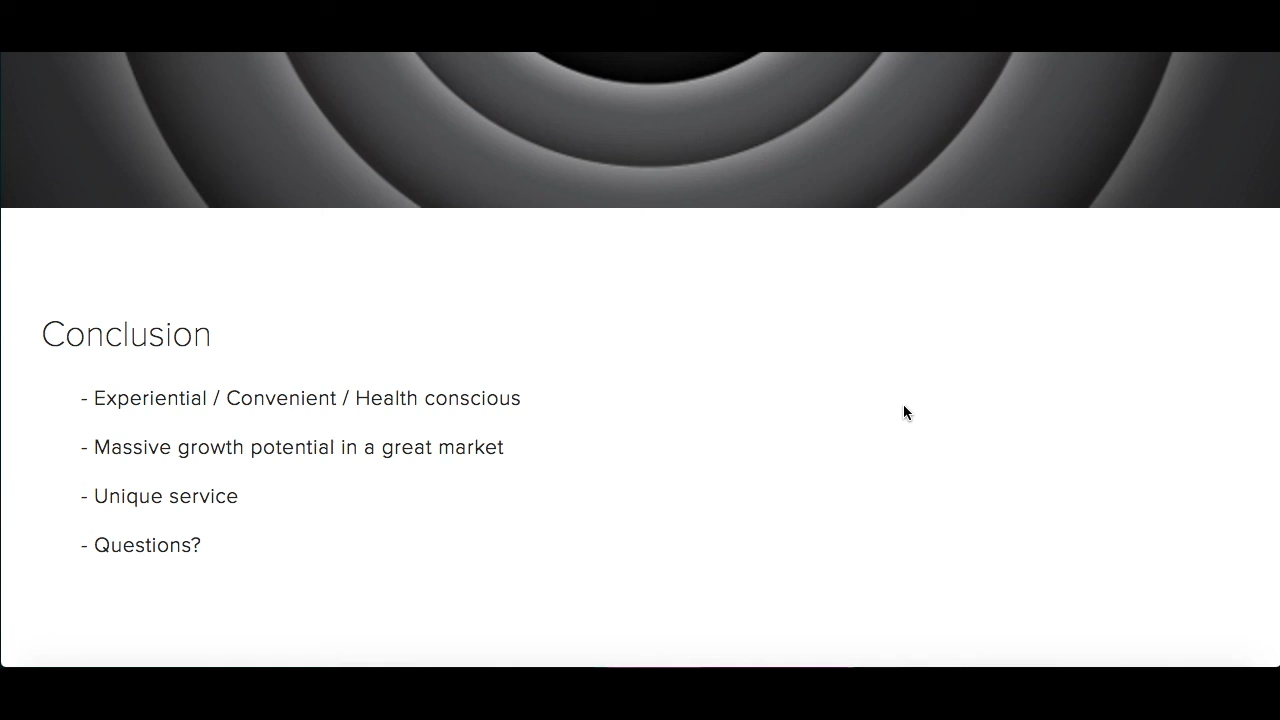 Conclusion
- Experiential / Convenient / Health conscious
- Massive growth potential in a great market
- Unique service
- Questions?